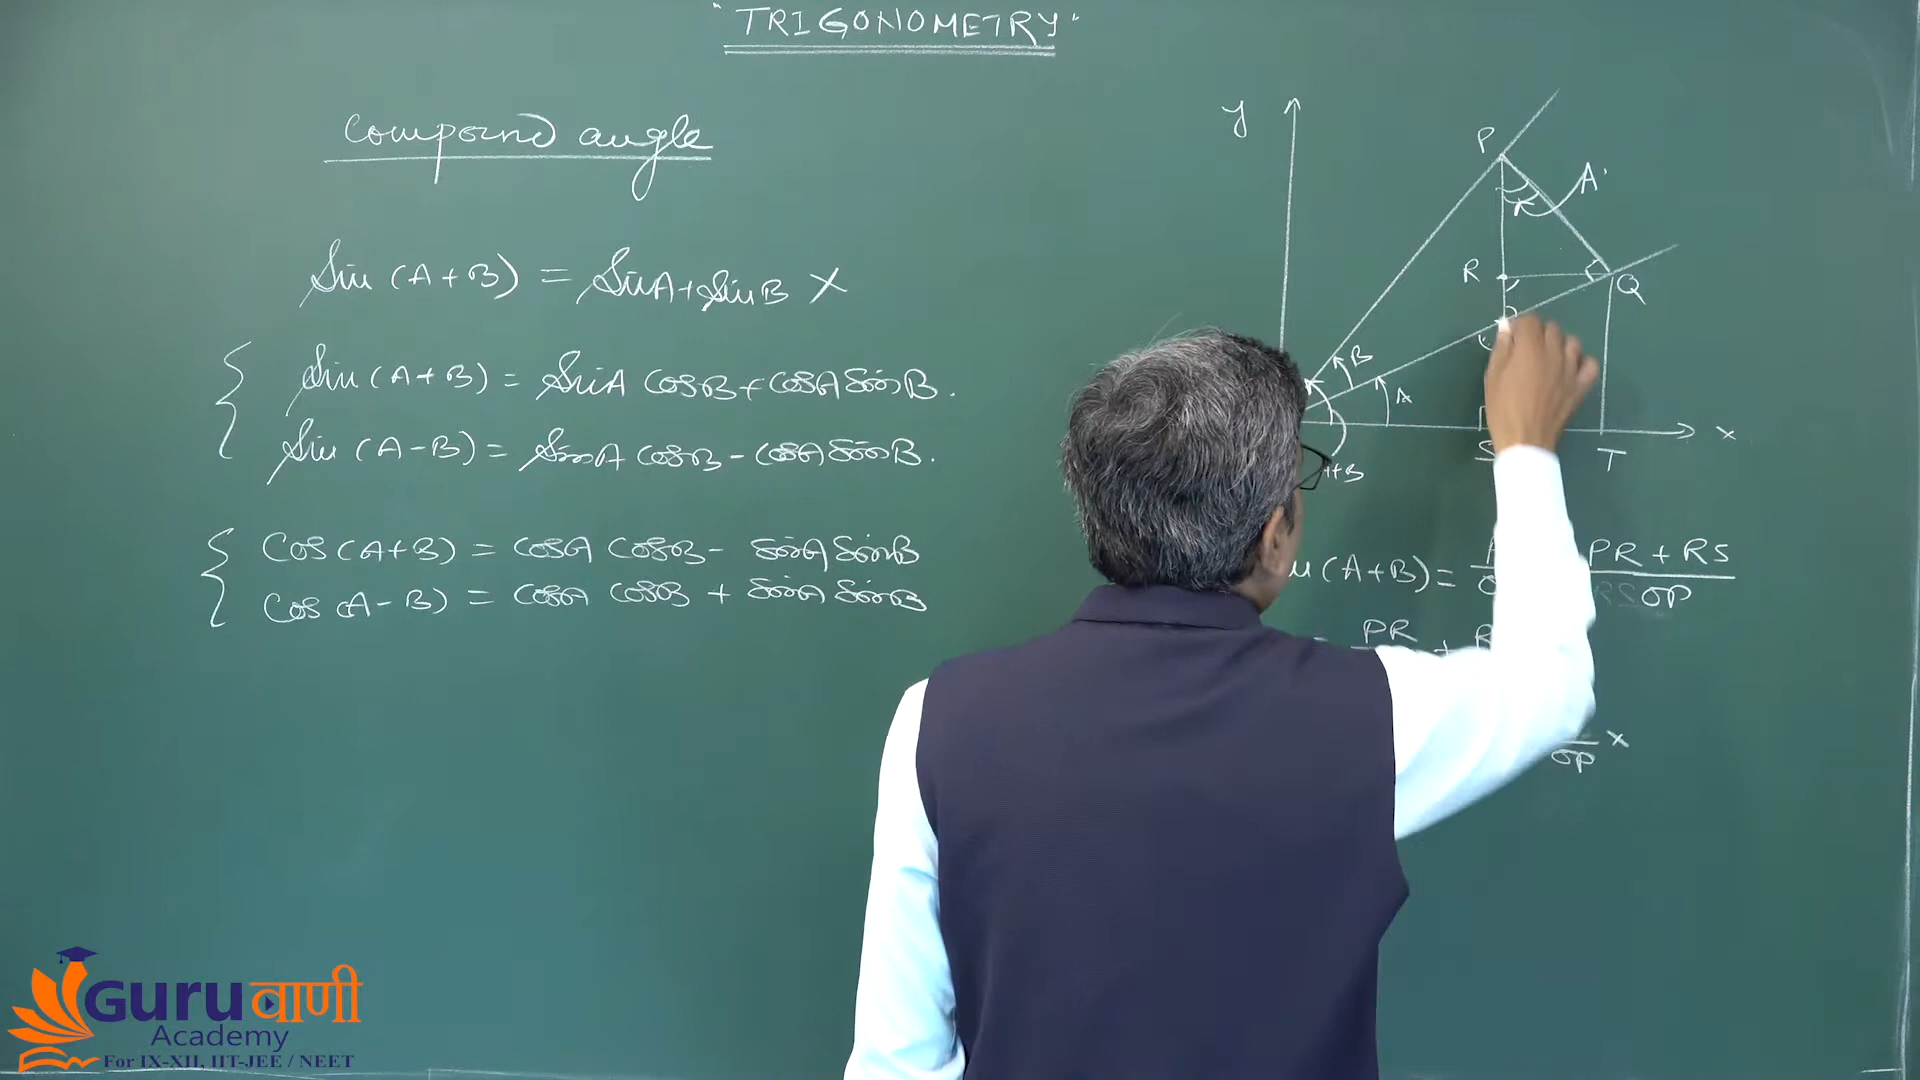 "TRIGONOMETRY"
Compound angle
Sin (A+B) = SinA+SinB X
Sin (A+B) = SinA CosB+CosA SinB.
Sin (A-B) = SinA CosB - CosA SinB.
Cos (A+B) = CosA CosB - SinA SinB
Cos (A-B) = CosA CosB + SinA SinB
y
P
A
R
Q
B
A
x
S
T
+B
(A+B) = PR + RS
OP
= PR +
OP ×
Guruवाणी
Academy
For IX-XII, IIT-JEE / NEET